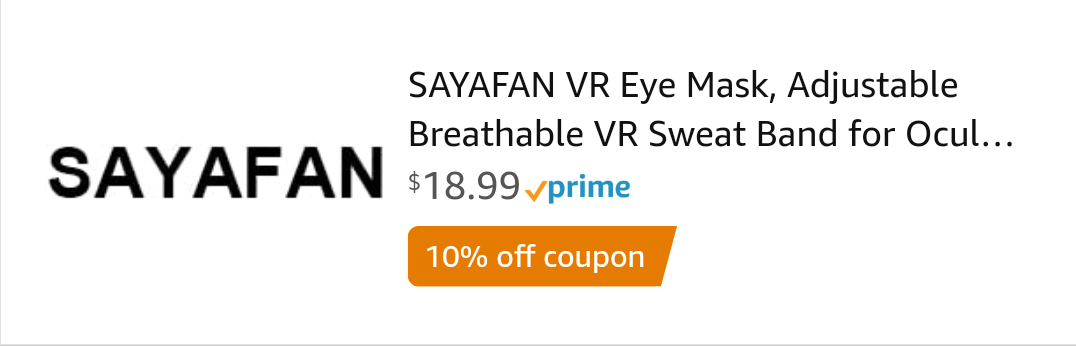 SAYAFAN
SAYAFAN VR Eye Mask, Adjustable
Breathable VR Sweat Band for Ocul...
$18.99 prime
10% off coupon